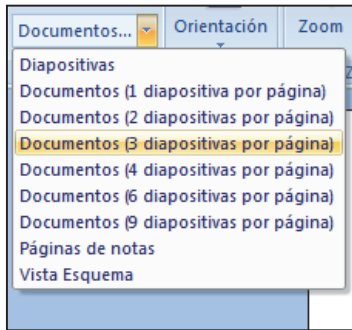 Documentos... Orientación Zoom
Diapositivas
Documentos (1 diapositiva por página)
Documentos (2 diapositivas por página)
Documentos (3 diapositivas por página)
Documentos (4 diapositivas por página)
Documentos (6 diapositivas por página)
Documentos (9 diapositivas por página)
Páginas de notas
Vista Esquema